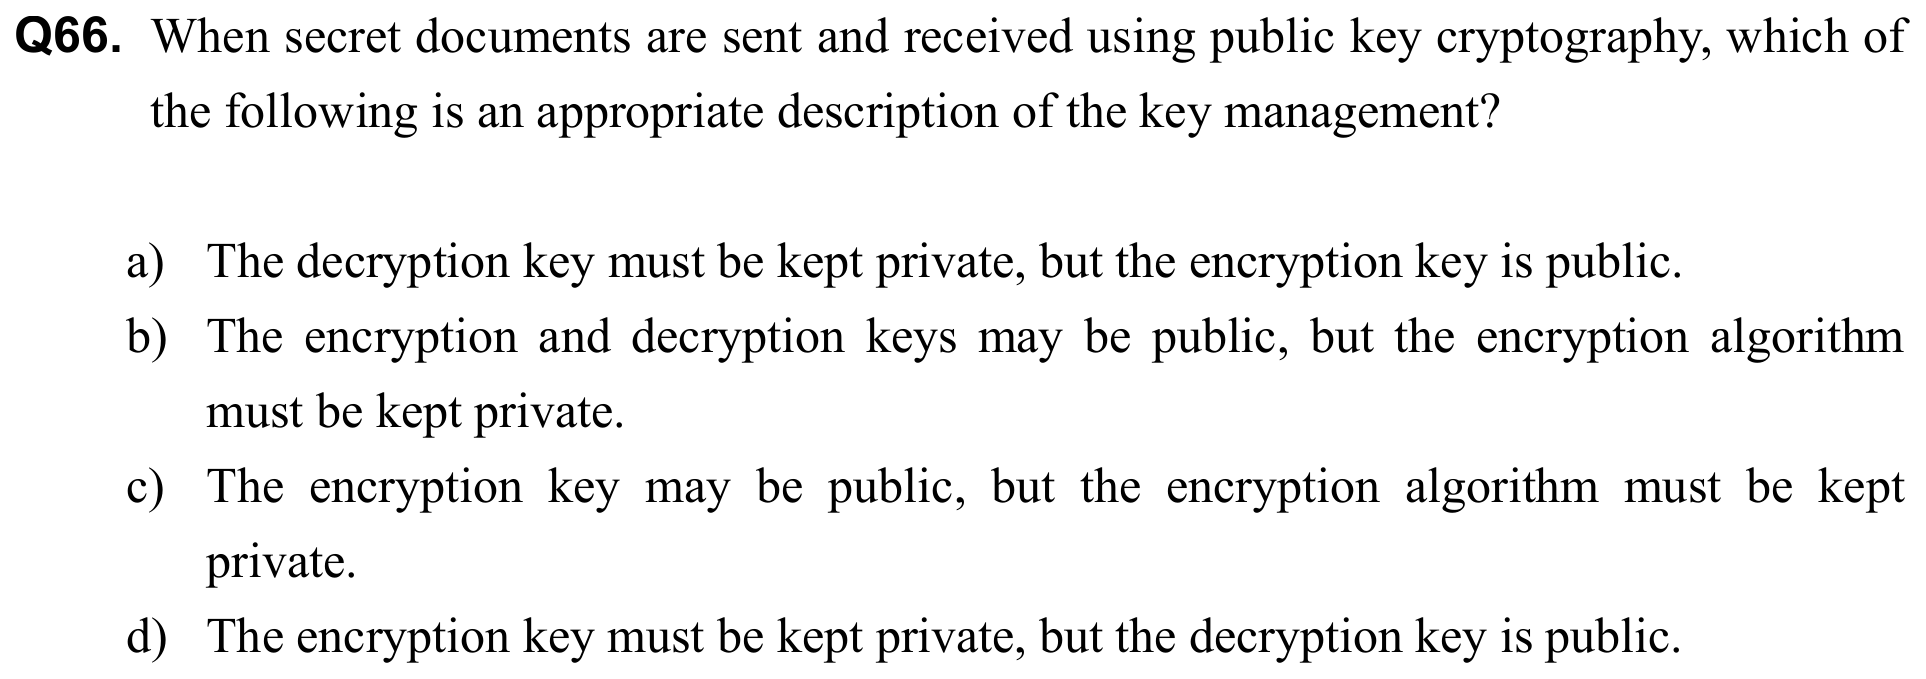 Q66. When secret documents are sent and received using public key cryptography, which of
the following is an appropriate description of the key management?
a) The decryption key must be kept private, but the encryption key is public.
b) The encryption and decryption keys may be public, but the encryption algorithm
must be kept private.
c) The encryption key may be public, but the encryption algorithm must be kept
private.
d) The encryption key must be kept private, but the decryption key is public.